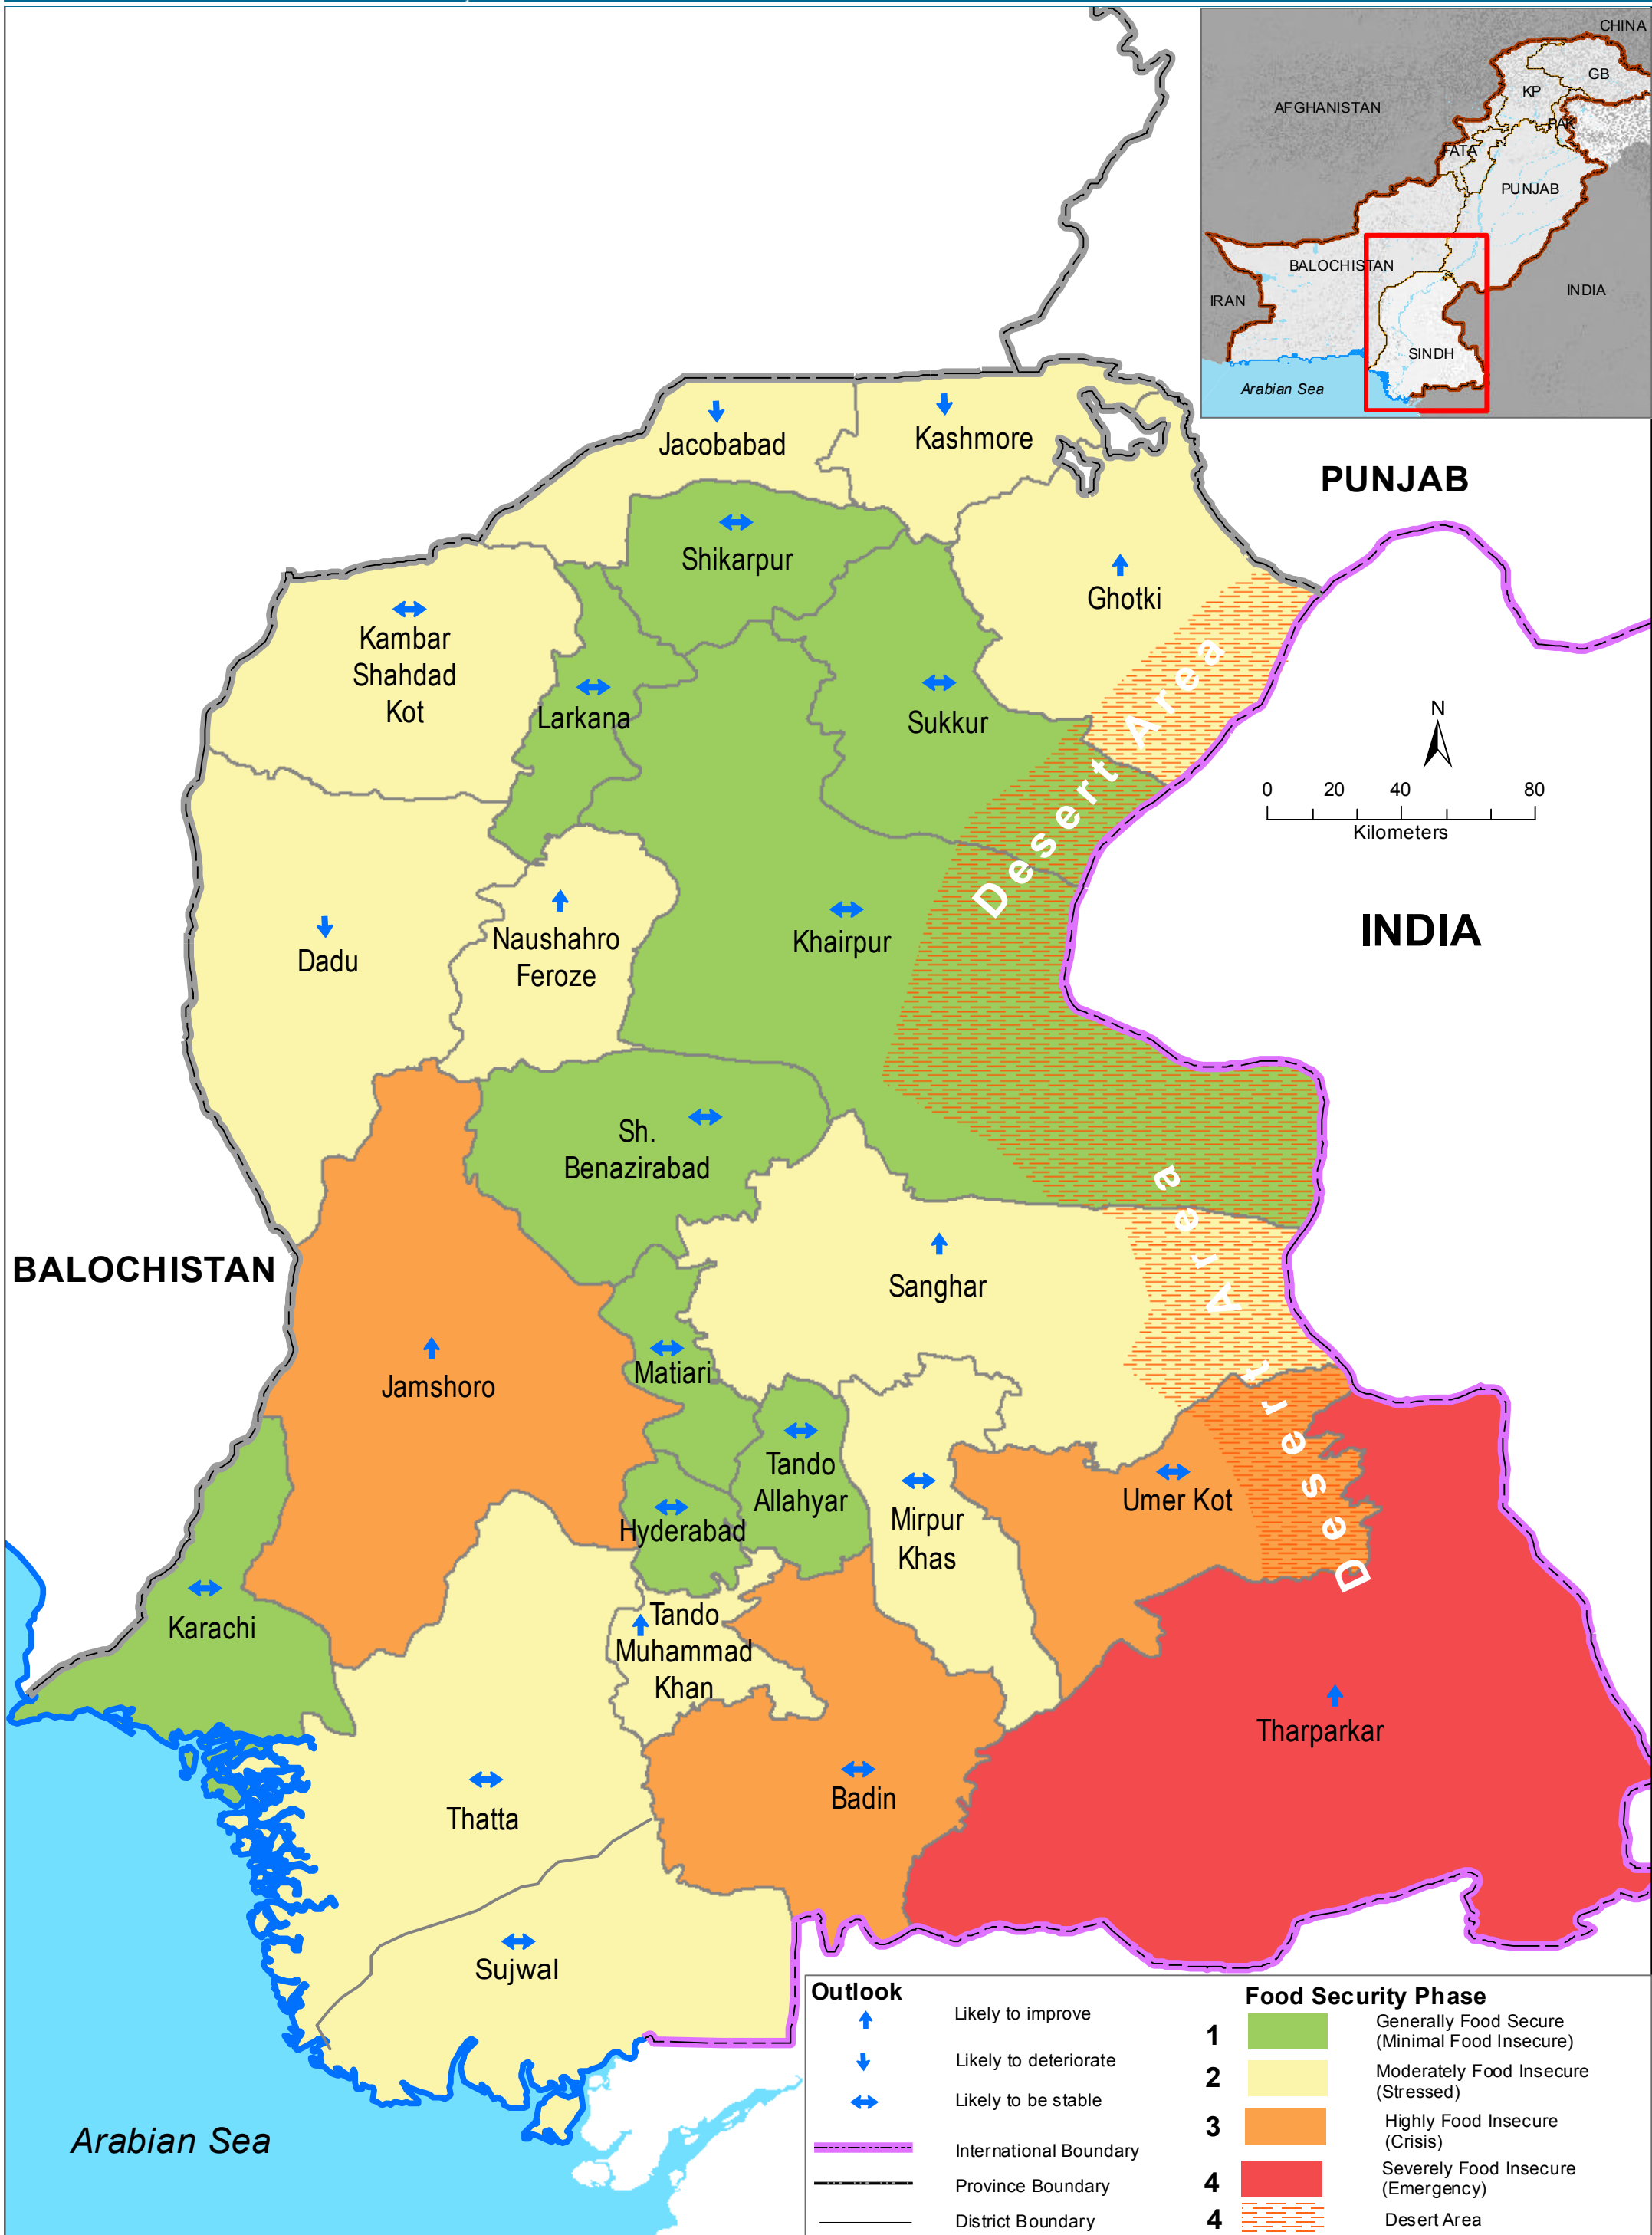 CHINA
GB
AFGHANISTAN
KP
PAK
FATA
PUNJAB
BALOCHISTAN
INDIA
IRAN
SINDH
Arabian Sea
Jacobabad
Kashmore
PUNJAB
Shikarpur
Ghotki
Kambar
Shahdad
Kot
Larkana
Sukkur
Desert Area
N
0 20 40 80
Kilometers
Dadu
Naushahro
Feroze
Khairpur
INDIA
Sh.
Benazirabad
BALOCHISTAN
Sanghar
Desert Area
Jamshoro
Matiari
Tando
Allahyar
Mirpur
Khas
Umer Kot
Hyderabad
Karachi
Tando
Muhammad
Khan
Tharparkar
Thatta
Badin
Sujwal
Arabian Sea
Outlook
Likely to improve
Likely to deteriorate
Likely to be stable
International Boundary
Province Boundary
District Boundary
Food Security Phase
1 Generally Food Secure
(Minimal Food Insecure)
2 Moderately Food Insecure
(Stressed)
3 Highly Food Insecure
(Crisis)
4 Severely Food Insecure
(Emergency)
4 Desert Area